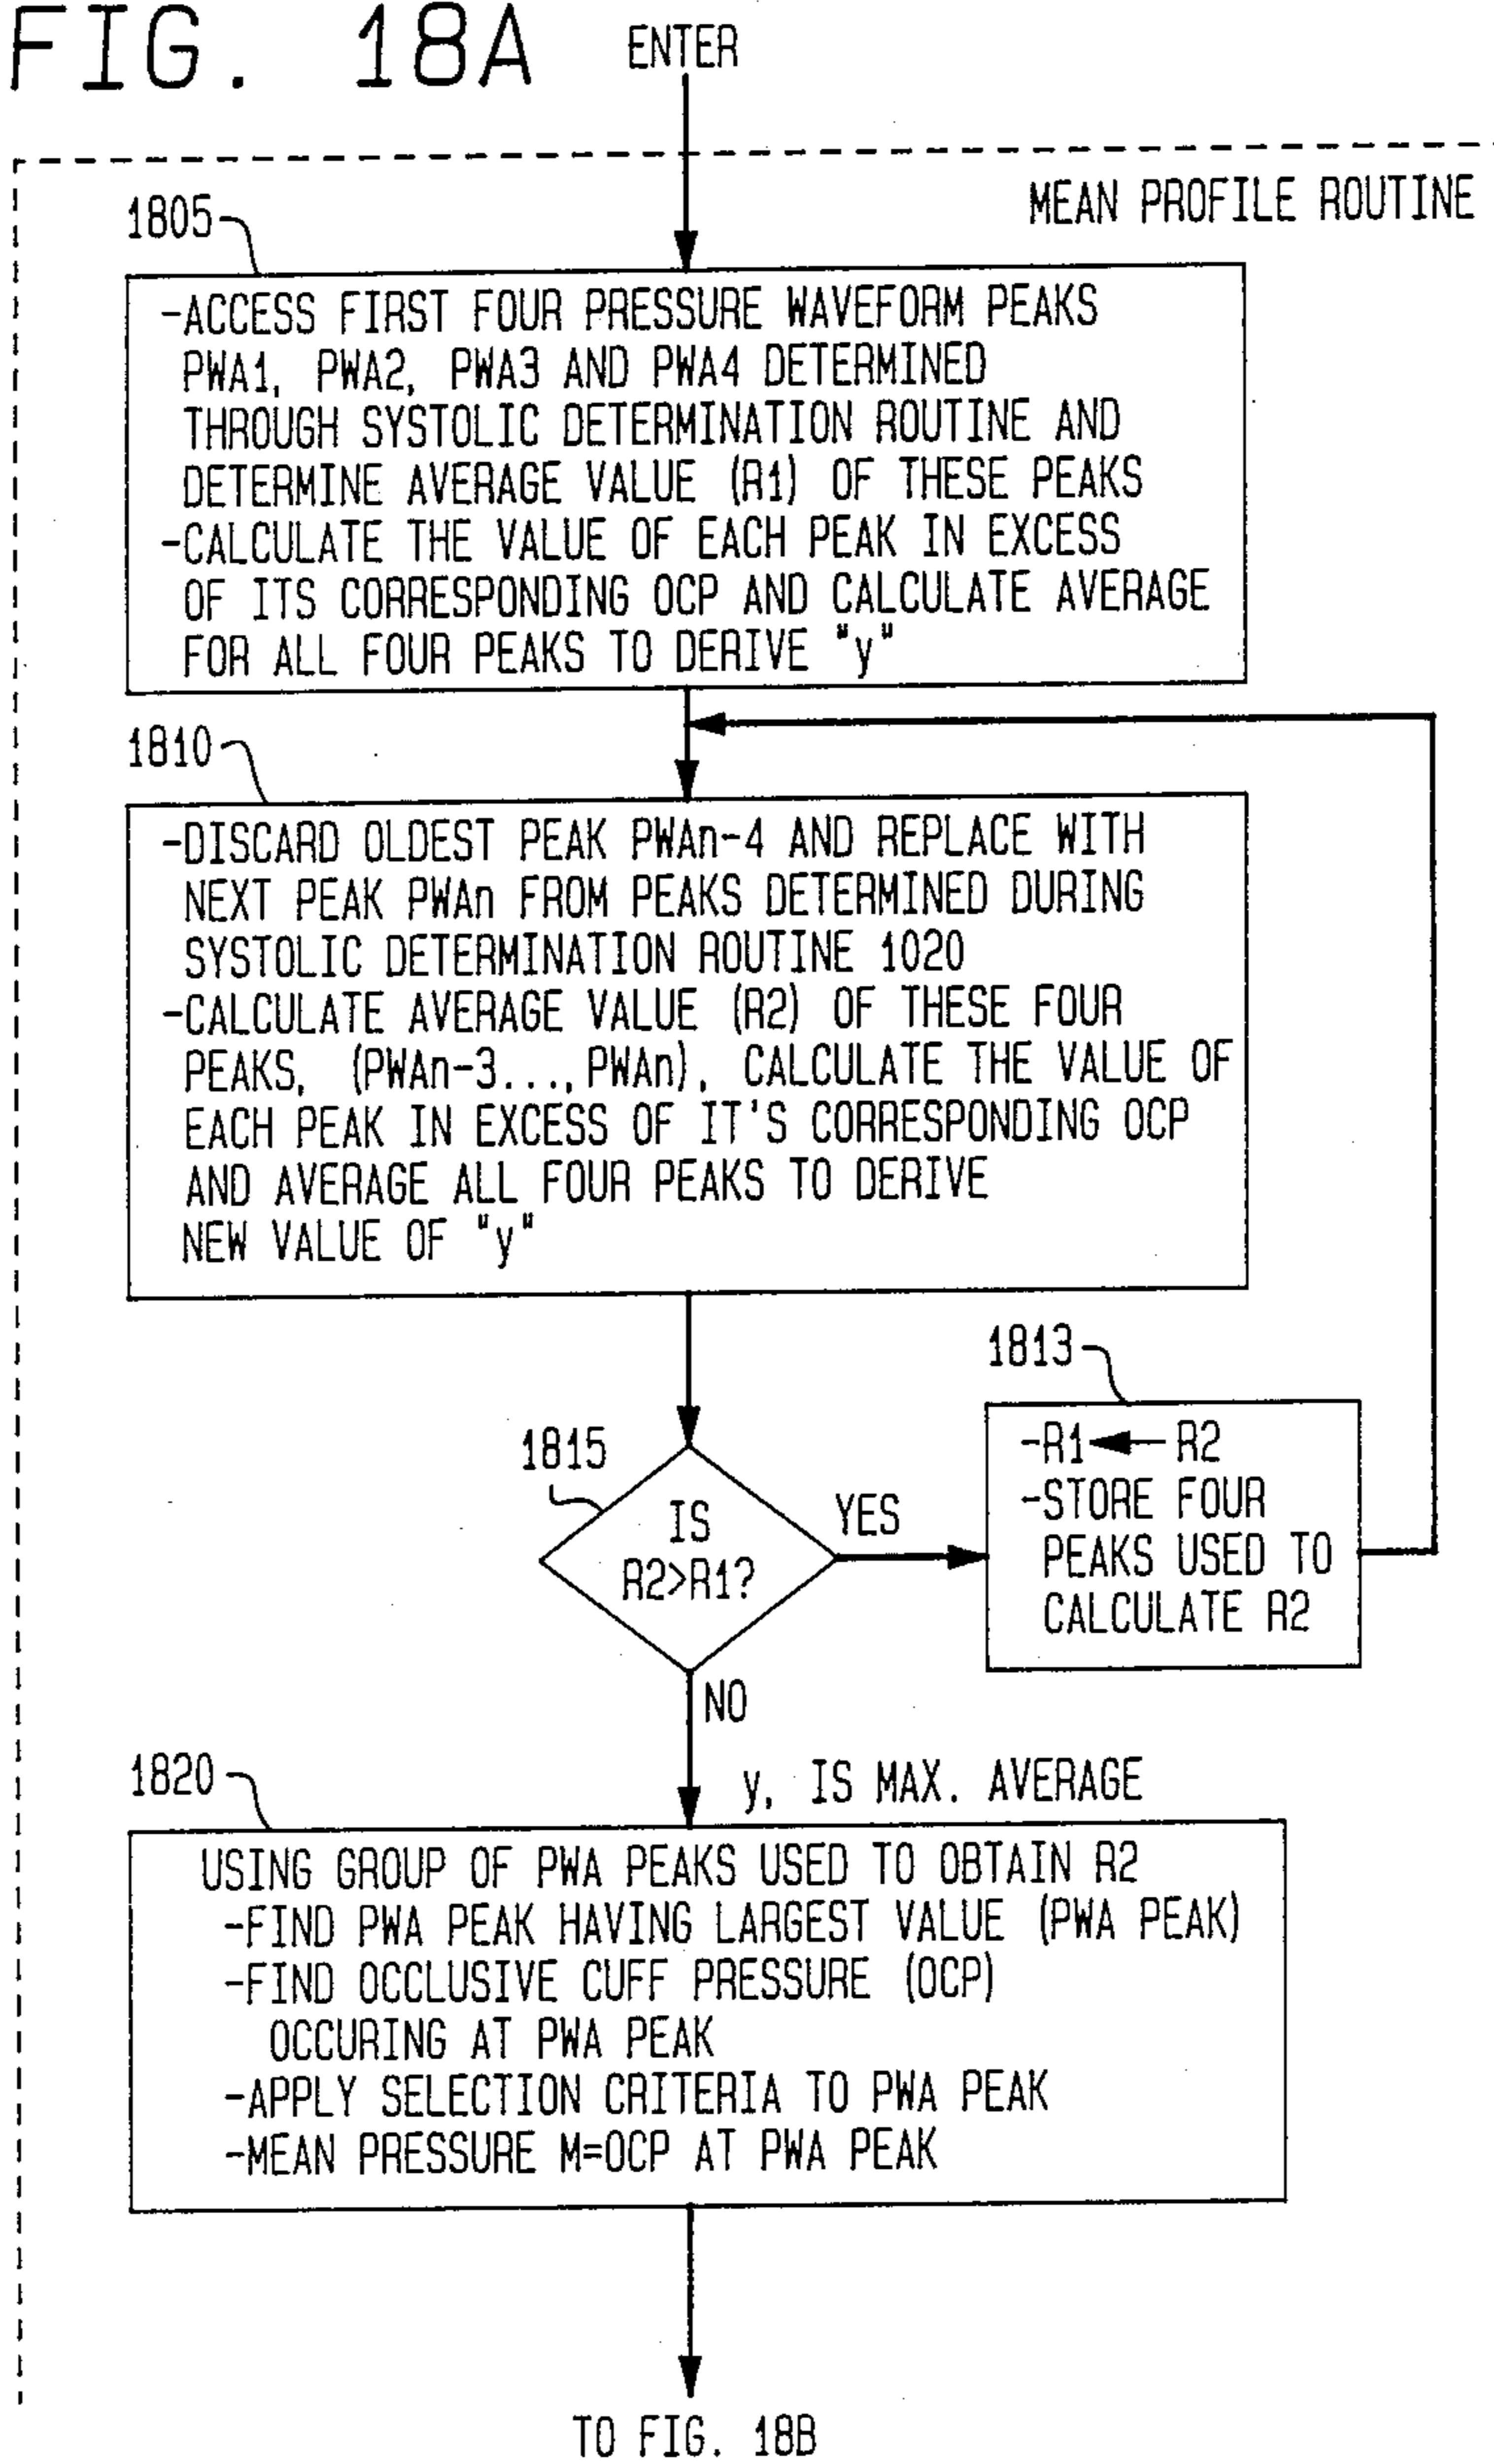 FIG. 18A
ENTER
MEAN PROFILE ROUTINE
1805
-ACCESS FIRST FOUR PRESSURE WAVEFORM PEAKS
PWA1, PWA2, PWA3 AND PWA4 DETERMINED
THROUGH SYSTOLIC DETERMINATION ROUTINE AND
DETERMINE AVERAGE VALUE (R1) OF THESE PEAKS
-CALCULATE THE VALUE OF EACH PEAK IN EXCESS
OF ITS CORRESPONDING OCP AND CALCULATE AVERAGE
FOR ALL FOUR PEAKS TO DERIVE "y"
1810
-DISCARD OLDEST PEAK PWAn-4 AND REPLACE WITH
NEXT PEAK PWAn FROM PEAKS DETERMINED DURING
SYSTOLIC DETERMINATION ROUTINE 1020
-CALCULATE AVERAGE VALUE (R2) OF THESE FOUR
PEAKS, (PWAn-3..., PWAn), CALCULATE THE VALUE OF
EACH PEAK IN EXCESS OF IT'S CORRESPONDING OCP
AND AVERAGE ALL FOUR PEAKS TO DERIVE
NEW VALUE OF "y"
1813
-R1 ← R2
-STORE FOUR
PEAKS USED TO
CALCULATE R2
1815
IS
R2>R1?
YES
NO
y, IS MAX. AVERAGE
1820
USING GROUP OF PWA PEAKS USED TO OBTAIN R2
-FIND PWA PEAK HAVING LARGEST VALUE (PWA PEAK)
-FIND OCCLUSIVE CUFF PRESSURE (OCP)
OCCURING AT PWA PEAK
-APPLY SELECTION CRITERIA TO PWA PEAK
-MEAN PRESSURE M=OCP AT PWA PEAK
TO FIG. 18B